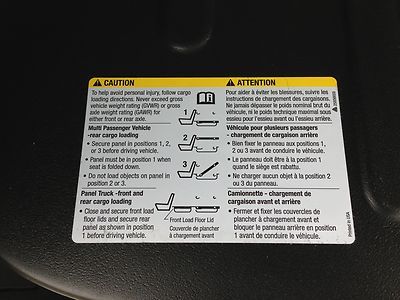 CAUTION
To help avoid personal injury, follow cargo
loading directions. Never exceed gross
vehicle weight rating (GVWR) or gross
axle weight rating (GAWR) for
either front or rear axle.
Multi Passenger Vehicle
-rear cargo loading
• Secure panel in positions 1, 2,
or 3 before driving vehicle.
• Panel must be in position 1 when
seat is folded down.
• Do not load objects on panel in
position 2 or 3.
Panel Truck -front and
rear cargo loading
• Close and secure front load
floor lids and secure rear
panel as shown in position
1 before driving vehicle.
1
2
3
Front Load Floor Lid
Couvercle de plancher
à chargement avant
ATTENTION
Pour aider à éviter les blessures, suivre les
instructions de chargement des cargaisons.
Ne jamais dépasser le poids nominal brut du
véhicule, ni le poids technique maximal sous
essieu pour l'essieu avant ou l'essieu arrière.
Véhicule pour plusieurs passagers
- chargement de cargaison arrière
• Bien fixer le panneau aux positions 1,
2 ou 3 avant de conduire le véhicule.
• Le panneau doit être à la position 1
quand le siège est rabattu.
• Ne charger aucun objet à la position 2
ou 3 du panneau.
Camionnette - chargement de
cargaison avant et arrière
• Fermer et fixer les couvercles de
plancher à chargement avant et
bloquer le panneau arrière en position
1 avant de conduire le véhicule.
Printed in USA